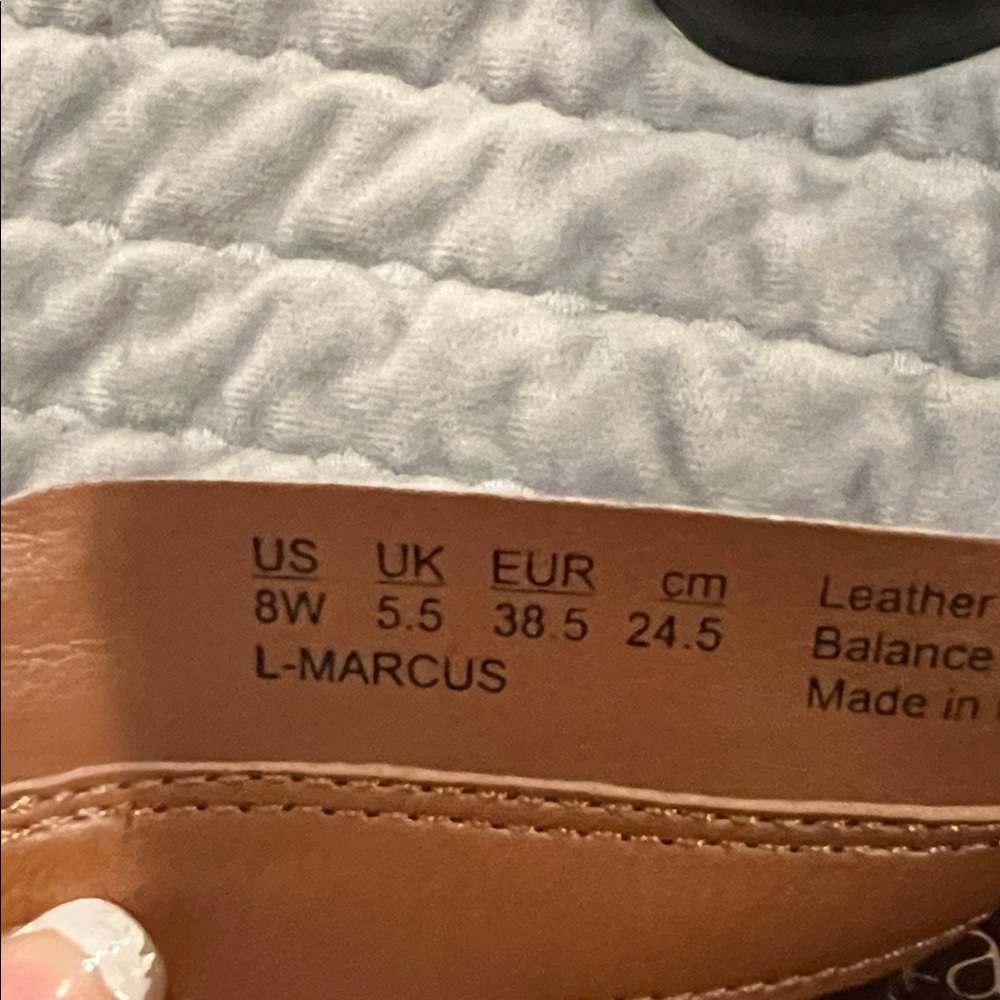 US UK EUR cm
8W 5.5 38.5 24.5
L-MARCUS
Leather
Balance
Made in